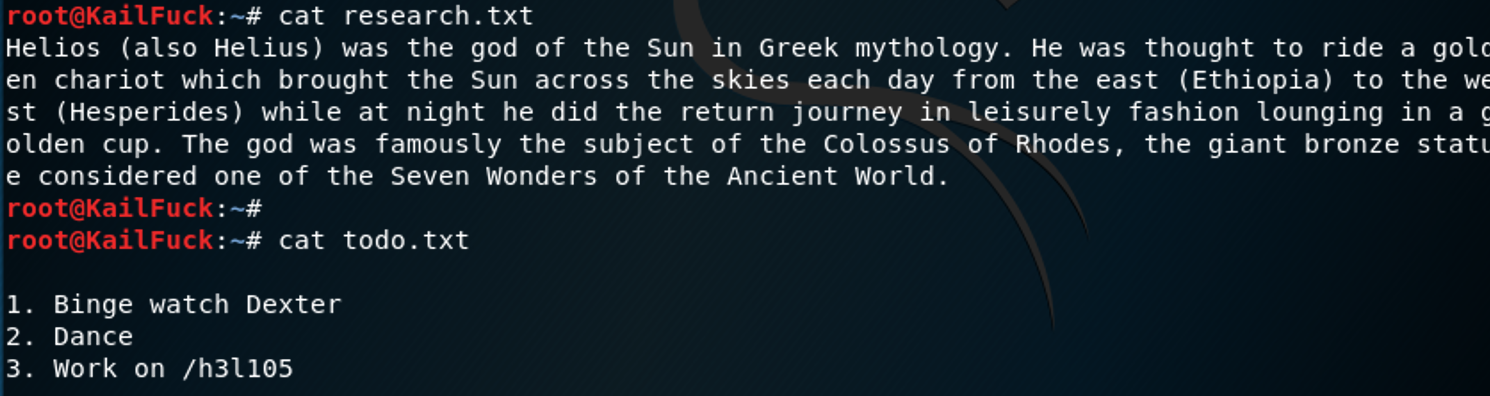 root@KailFuck:~# cat research.txt
Helios (also Helius) was the god of the Sun in Greek mythology. He was thought to ride a gold
en chariot which brought the Sun across the skies each day from the east (Ethiopia) to the we
st (Hesperides) while at night he did the return journey in leisurely fashion lounging in a g
olden cup. The god was famously the subject of the Colossus of Rhodes, the giant bronze statu
e considered one of the Seven Wonders of the Ancient World.
root@KailFuck:~#
root@KailFuck:~# cat todo.txt
1. Binge watch Dexter
2. Dance
3. Work on /h3l105